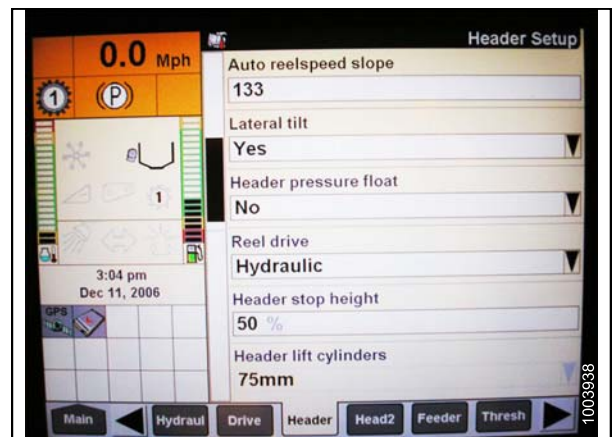 0.0 Mph
Header Setup
1
(P)
Auto reelspeed slope
133
Lateral tilt
Yes
Header pressure float
No
1
Reel drive
Hydraulic
3:04 pm
Dec 11, 2006
Header stop height
50 %
GPS
Header lift cylinders
75mm
Main
Hydraul
Drive
Header
Head2
Feeder
Thresh
1003938